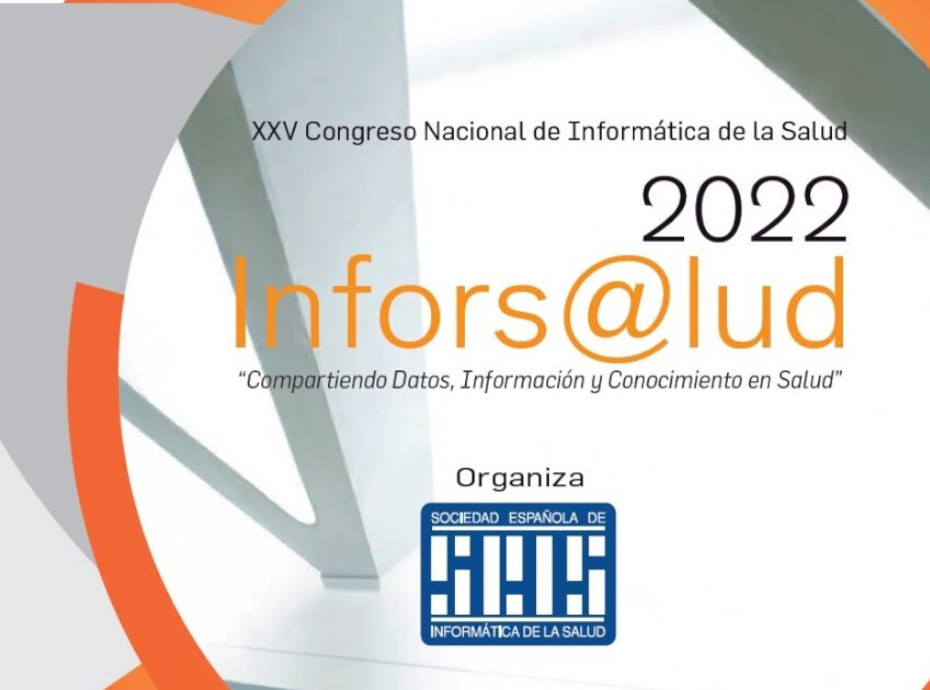 XXV Congreso Nacional de Informática de la Salud
2022
Infors@lud
“Compartiendo Datos, Información y Conocimiento en Salud”
Organiza
SOCIEDAD ESPAÑOLA DE
SEIS
INFORMÁTICA DE LA SALUD